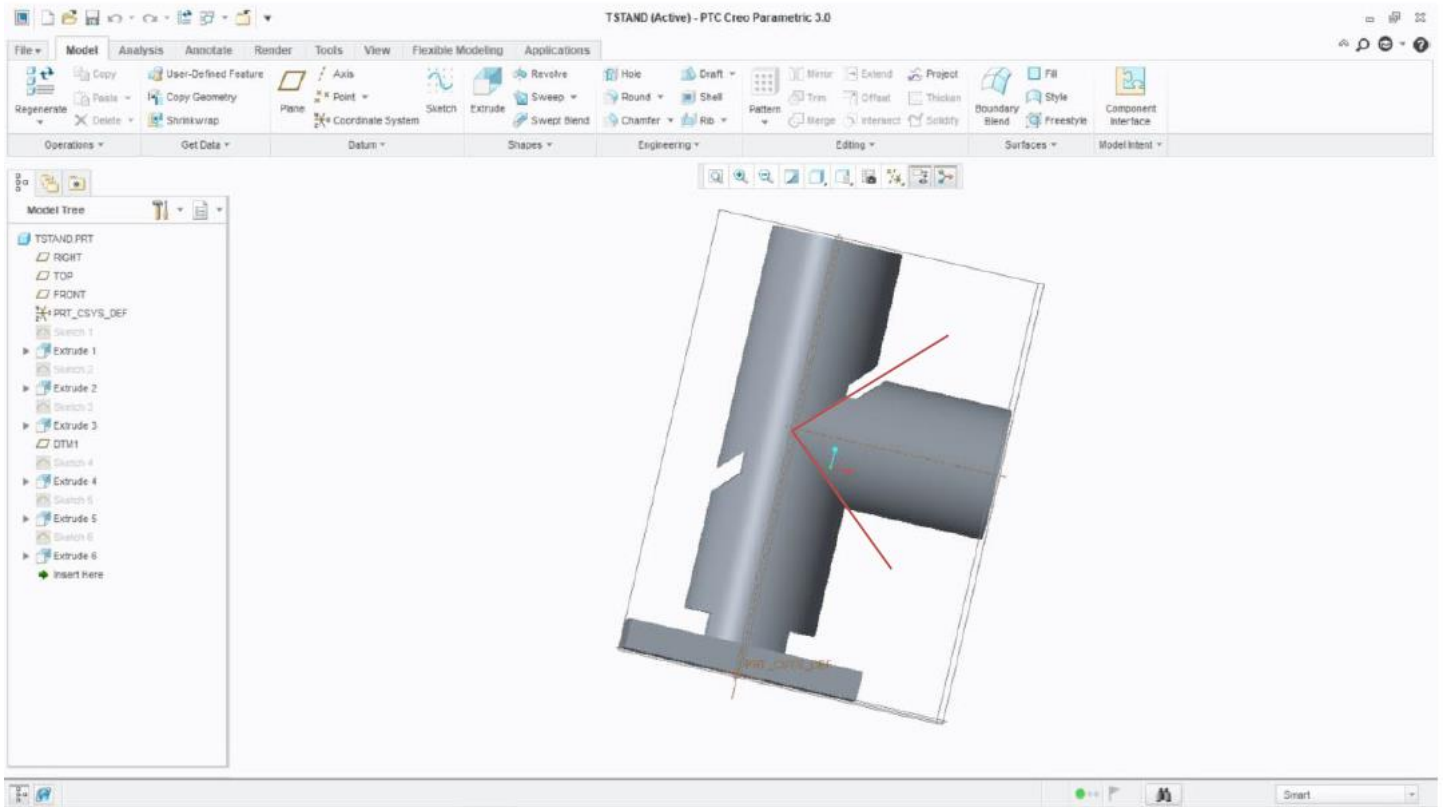 TSTAND (Active) - PTC Creo Parametric 3.0
File Model Analysis Annotate Render Tools View Flexible Modeling Applications
Regenerate
Copy
Paste
Delete
User-Defined Feature
Copy Geometry
Shrinkwrap
Plane
Axis
Point
Coordinate System
Sketch
Extrude
Revolve
Sweep
Swept Blend
Hole
Round
Chamfer
Draft
Shell
Rib
Pattern
Mirror
Trim
Merge
Extend
Offset
Intersect
Project
Thicken
Solidify
Boundary
Blend
Fill
Style
Freestyle
Component
Interface
Operations Get Data Datum Shapes Engineering Editing Surfaces Model Intent
Model Tree
TSTAND.PRT
RIGHT
TOP
FRONT
PRT_CSYS_DEF
Sketch 1
Extrude 1
Sketch 2
Extrude 2
Sketch 3
Extrude 3
DTM1
Sketch 4
Extrude 4
Sketch 5
Extrude 5
Sketch 6
Extrude 6
Insert Here
PRT_CSYS_DEF
Smart